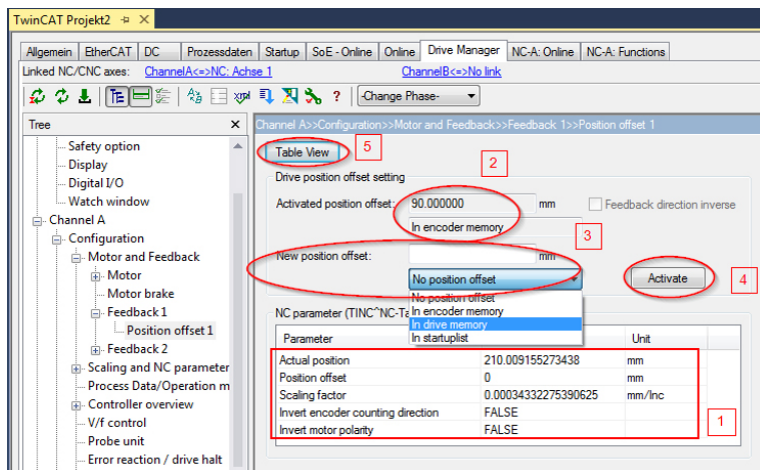 TwinCAT Projekt2
Allgemein EtherCAT DC Prozessdaten Startup SoE - Online Online Drive Manager NC-A: Online NC-A: Functions
Linked NC/CNC axes: ChannelA<=>NC: Achse 1 ChannelB<=>No link
TE xml ? -Change Phase-
Tree
Channel A>>Configuration>>Motor and Feedback>>Feedback 1>>Position offset 1
Safety option
Display
Digital I/O
Watch window
Channel A
Configuration
Motor and Feedback
Motor
Motor brake
Feedback 1
Position offset 1
Feedback 2
Scaling and NC parameter
Process Data/Operation m
Controller overview
V/f control
Probe unit
Error reaction / drive halt
Table View 5
Drive position offset setting 2
Activated position offset: 90.000000 mm Feedback direction inverse
In encoder memory
3
New position offset: mm
No position offset Activate 4
No position offset
In encoder memory
In drive memory
In startuplist
NC parameter (TINC^NC-Ta
Parameter Unit
Actual position 210.009155273438 mm
Position offset 0 mm
Scaling factor 0.00034332275390625 mm/Inc
Invert encoder counting direction FALSE
Invert motor polarity FALSE
1